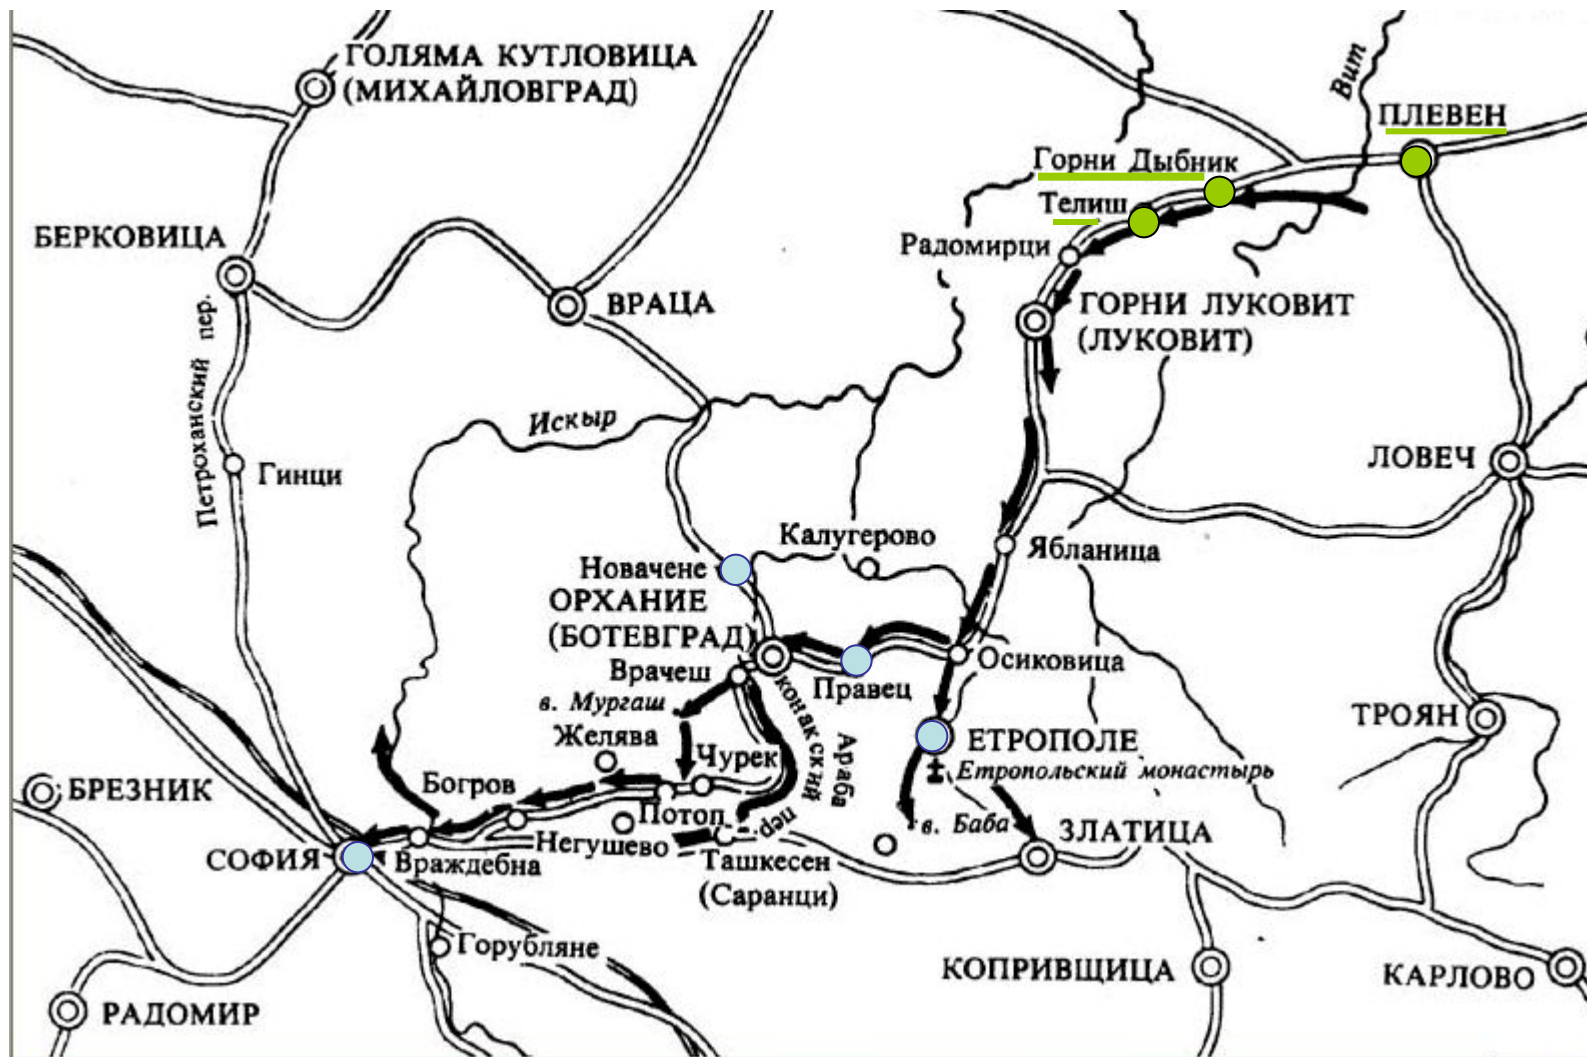 ГОЛЯМА КУТЛОВИЦА
(МИХАЙЛОВГРАД)
Вит
ПЛЕВЕН
Горни Дыбник
Телиш
Радомирци
БЕРКОВИЦА
ВРАЦА
ГОРНИ ЛУКОВИТ
(ЛУКОВИТ)
Петроханский пер.
Искыр
Гинци
ЛОВЕЧ
Калугерово
Ябланица
Новачене
ОРХАНИЕ
(БОТЕВГРАД)
Врачеш
Осиковица
Правец
в. Мургаш
Желява
Чурек
Араба
конакский
пер.
ТРОЯН
ЕТРОПОЛЕ
Етропольский монастырь
БРЕЗНИК
Богров
Потоп
в. Баба
ЗЛАТИЦА
Негушево
СОФИЯ
Враждебна
Ташкесен
(Саранци)
Горубляне
КОПРИВЩИЦА
КАРЛОВО
РАДОМИР